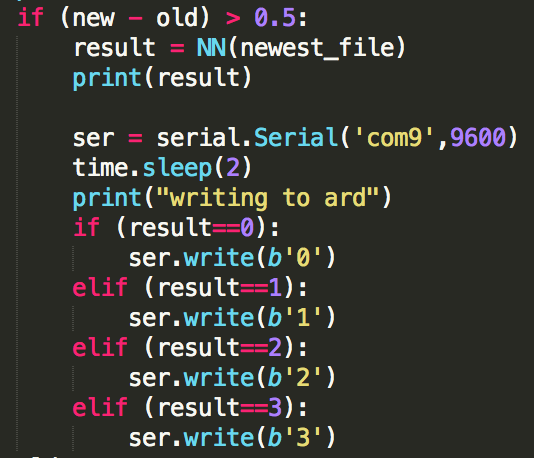 if (new - old) > 0.5:
result = NN(newest_file)
print(result)
ser = serial.Serial('com9',9600)
time.sleep(2)
print("writing to ard")
if (result==0):
ser.write(b'0')
elif (result==1):
ser.write(b'1')
elif (result==2):
ser.write(b'2')
elif (result==3):
ser.write(b'3')